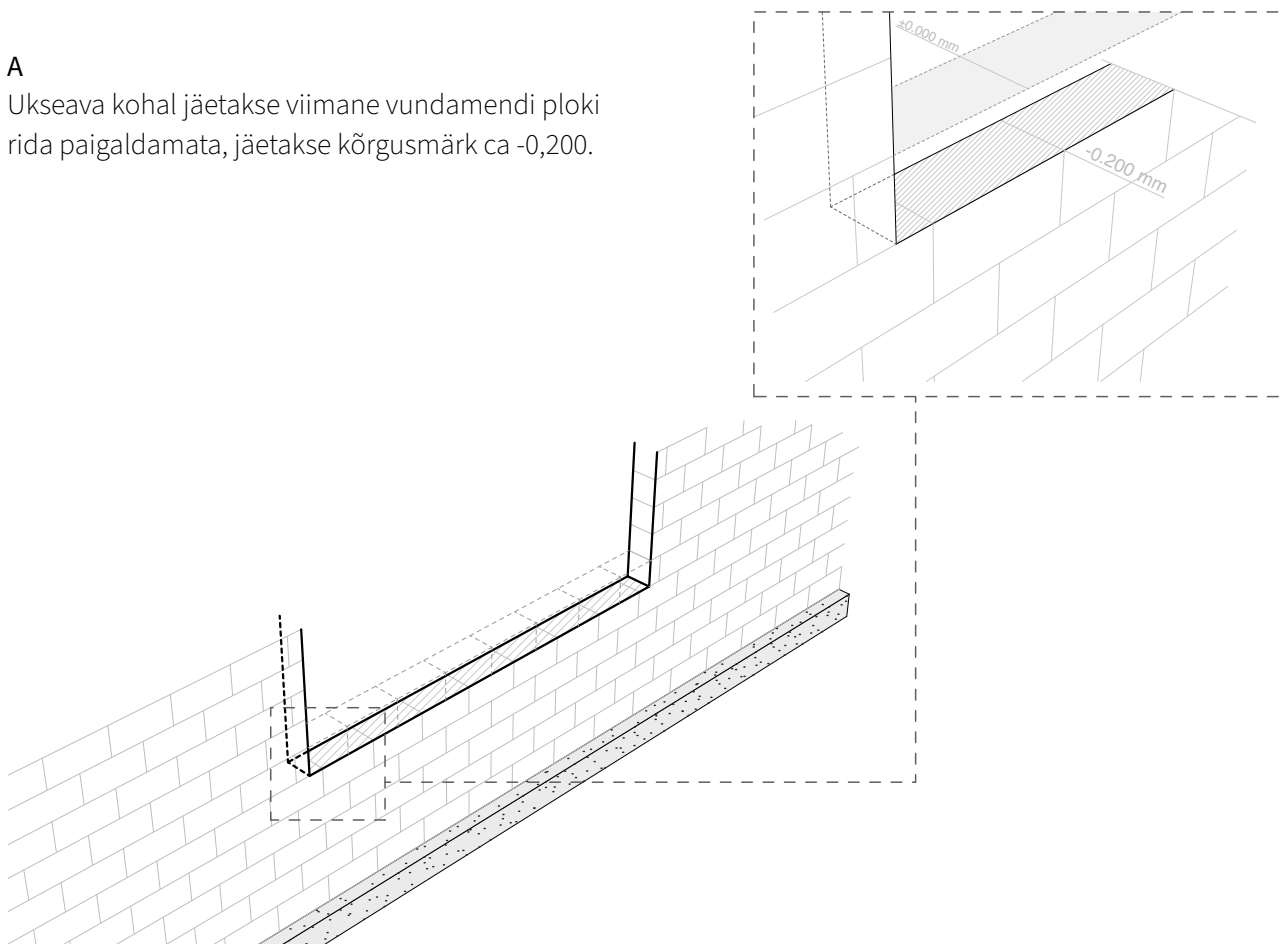 A
Ukseava kohal jäetakse viimane vundamendi ploki
rida paigaldamata, jäetakse kõrgusmärk ca -0,200.
±0.000 mm
-0.200 mm